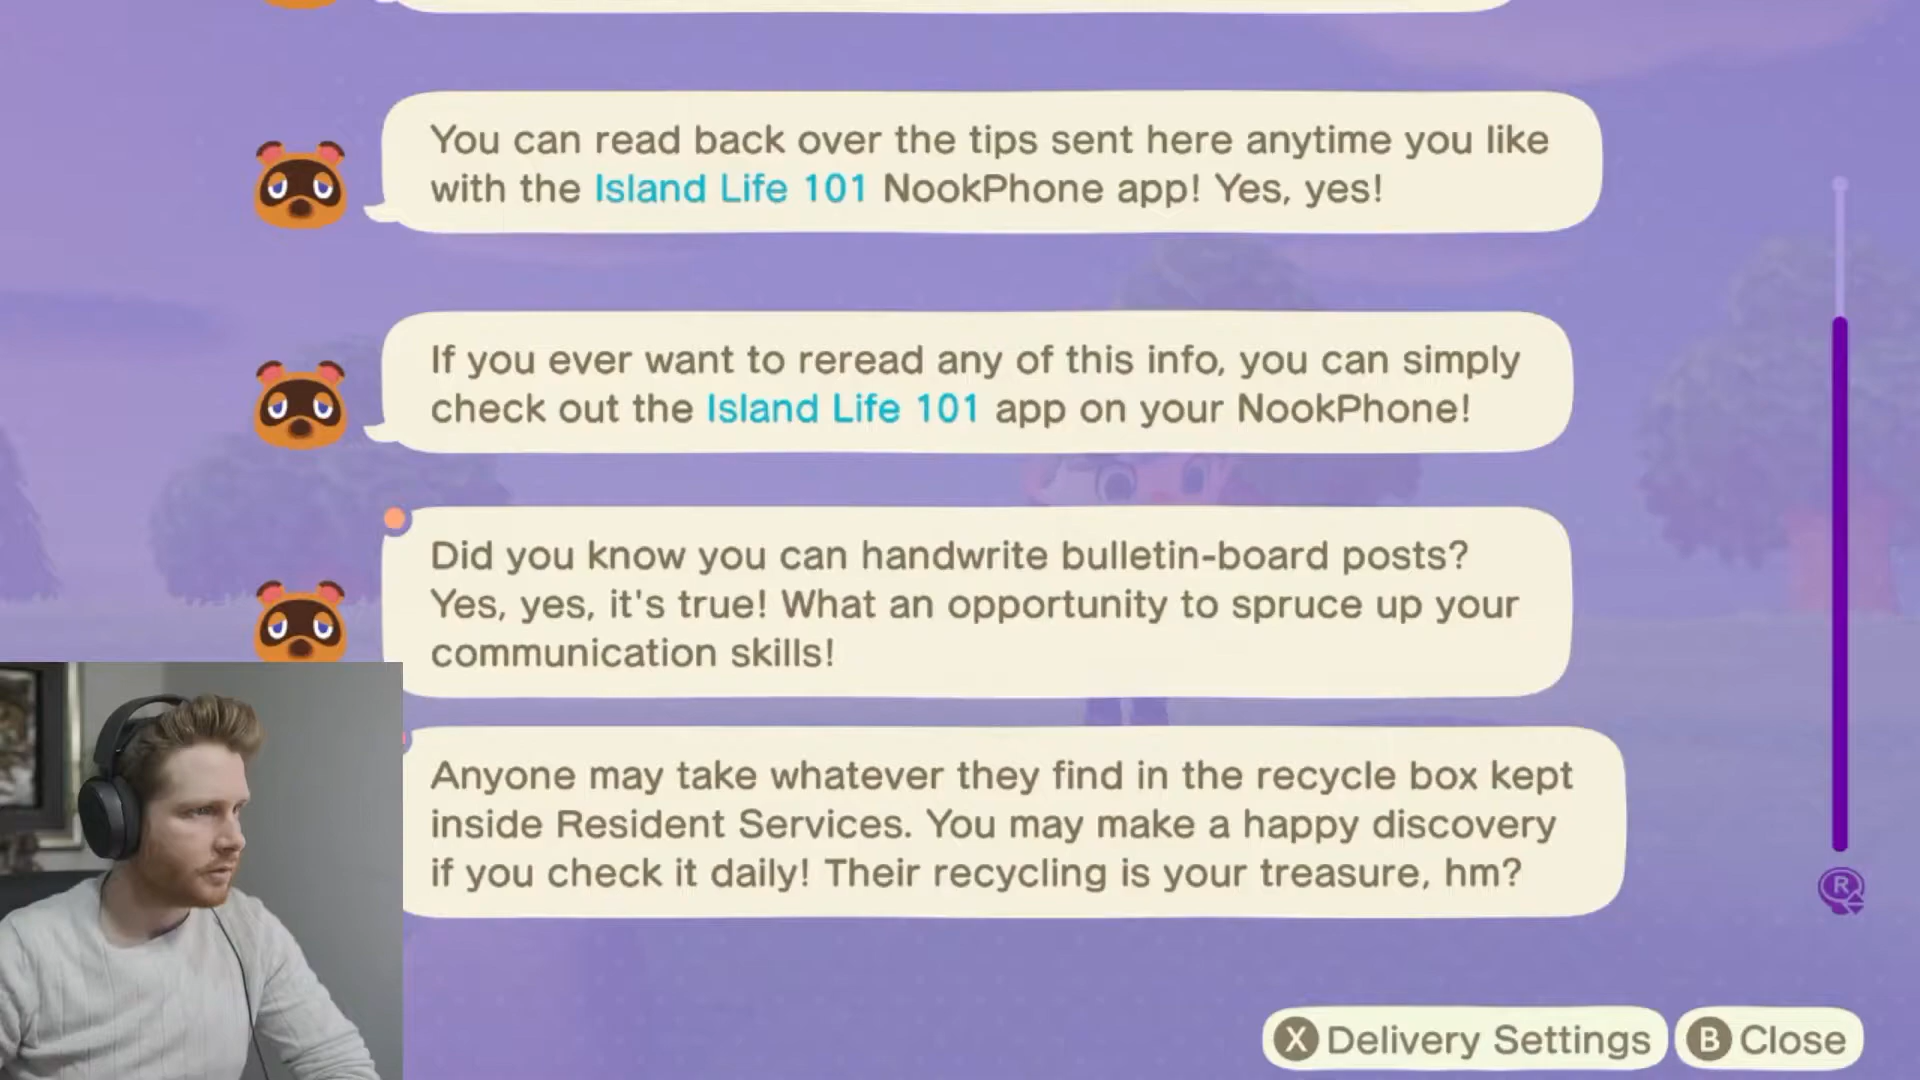 You can read back over the tips sent here anytime you like
with the Island Life 101 NookPhone app! Yes, yes!
If you ever want to reread any of this info, you can simply
check out the Island Life 101 app on your NookPhone!
Did you know you can handwrite bulletin-board posts?
Yes, yes, it's true! What an opportunity to spruce up your
communication skills!
Anyone may take whatever they find in the recycle box kept
inside Resident Services. You may make a happy discovery
if you check it daily! Their recycling is your treasure, hm?
R
X Delivery Settings B Close